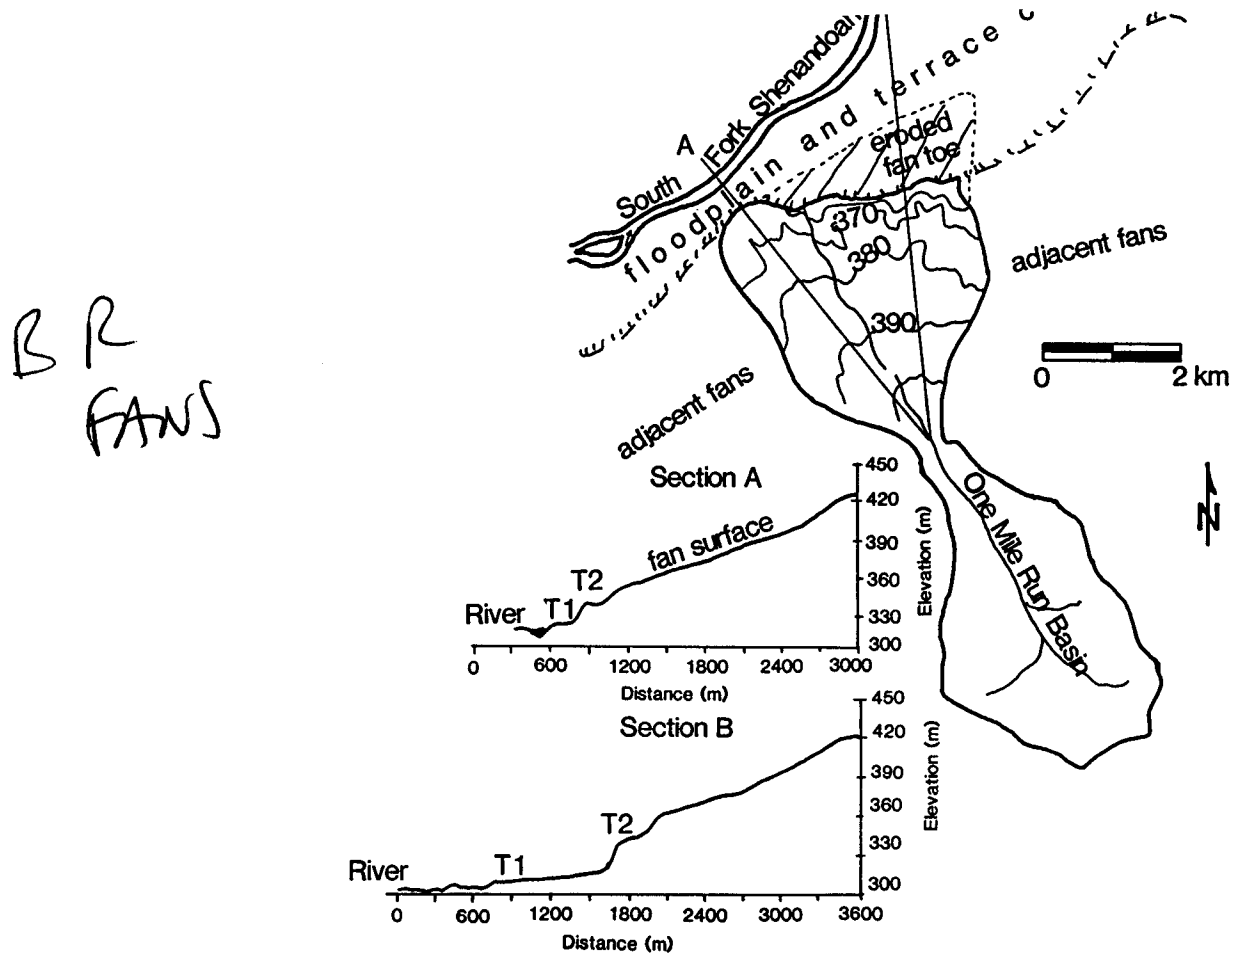 South Fork Shenandoah
A
floodplain and terrace
eroded
fan toe
370
380
390
adjacent fans
adjacent fans
B R
FANS
0 2 km
N
One Mile Run Basin
Section A
fan surface
T2
T1
River
450
420
390
360
330
300
Elevation (m)
0 600 1200 1800 2400 3000
Distance (m)
Section B
T2
T1
River
450
420
390
360
330
300
Elevation (m)
0 600 1200 1800 2400 3000 3600
Distance (m)